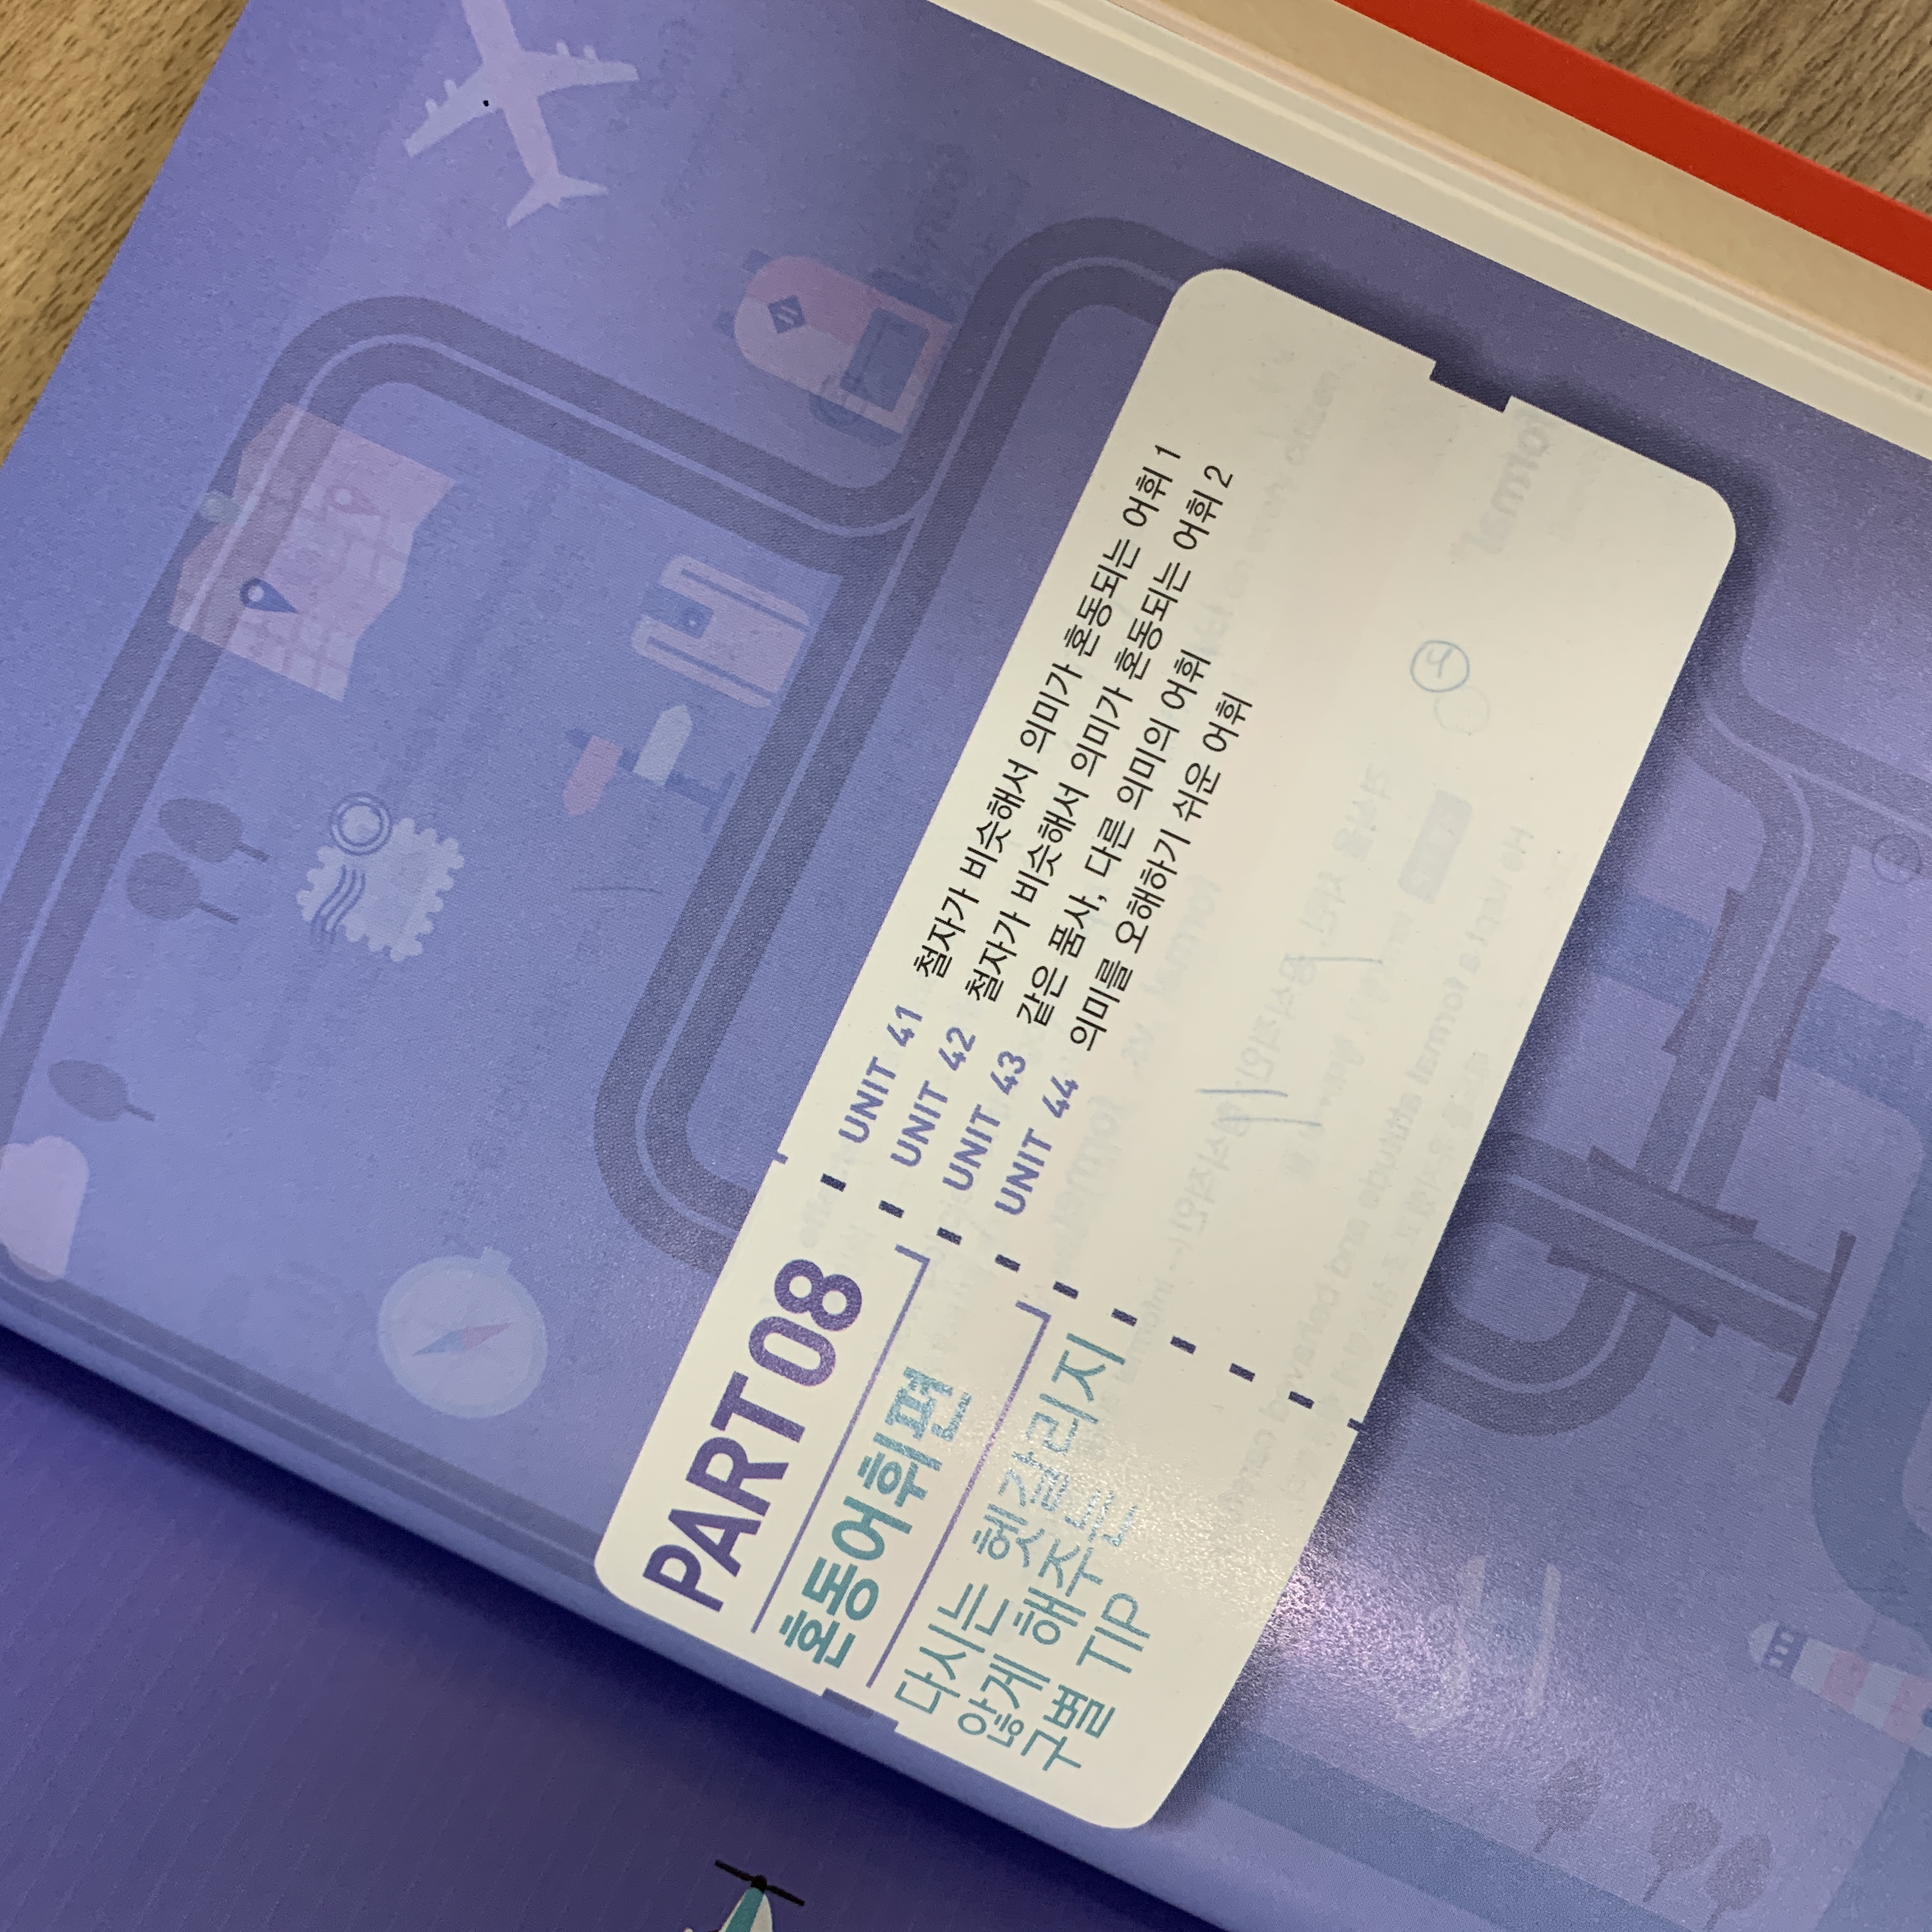 PART 08
혼동어휘편
다시는 헷갈리지
않게 해주는
구별 TIP
UNIT 41 철자가 비슷해서 의미가 혼동되는 어휘 1
UNIT 42 철자가 비슷해서 의미가 혼동되는 어휘 2
UNIT 43 같은 품사, 다른 의미의 어휘
UNIT 44 의미를 오해하기 쉬운 어휘